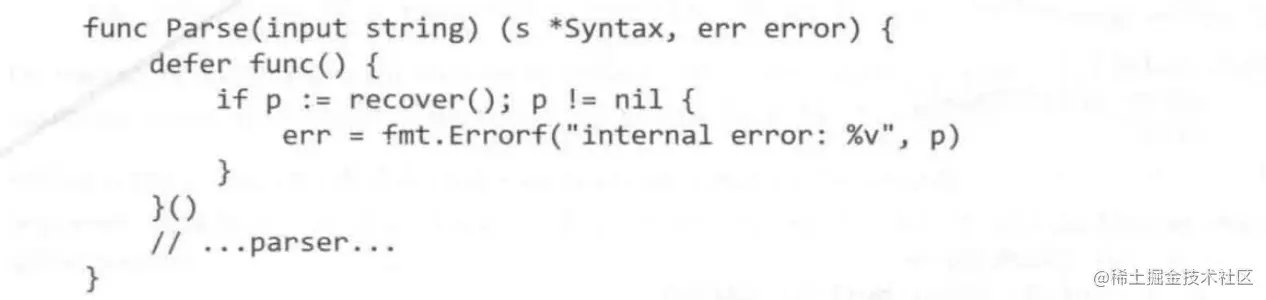 func Parse(input string) (s *Syntax, err error) {
    defer func() {
        if p := recover(); p != nil {
            err = fmt.Errorf("internal error: %v", p)
        }
    }()
    // ...parser...
}
@稀土掘金技术社区